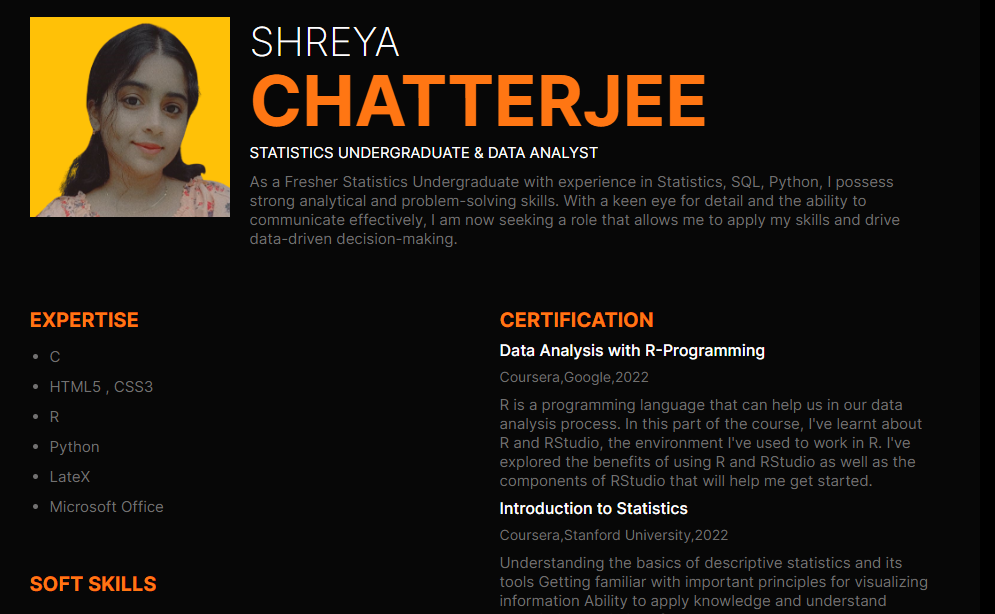 SHREYA
CHATTERJEE
STATISTICS UNDERGRADUATE & DATA ANALYST
As a Fresher Statistics Undergraduate with experience in Statistics, SQL, Python, I possess
strong analytical and problem-solving skills. With a keen eye for detail and the ability to
communicate effectively, I am now seeking a role that allows me to apply my skills and drive
data-driven decision-making.
EXPERTISE
• C
• HTML5 , CSS3
• R
• Python
• LateX
• Microsoft Office
SOFT SKILLS
CERTIFICATION
Data Analysis with R-Programming
Coursera,Google,2022
R is a programming language that can help us in our data
analysis process. In this part of the course, I've learnt about
R and RStudio, the environment I've used to work in R. I've
explored the benefits of using R and RStudio as well as the
components of RStudio that will help me get started.
Introduction to Statistics
Coursera,Stanford University,2022
Understanding the basics of descriptive statistics and its
tools Getting familiar with important principles for visualizing
information Ability to apply knowledge and understand